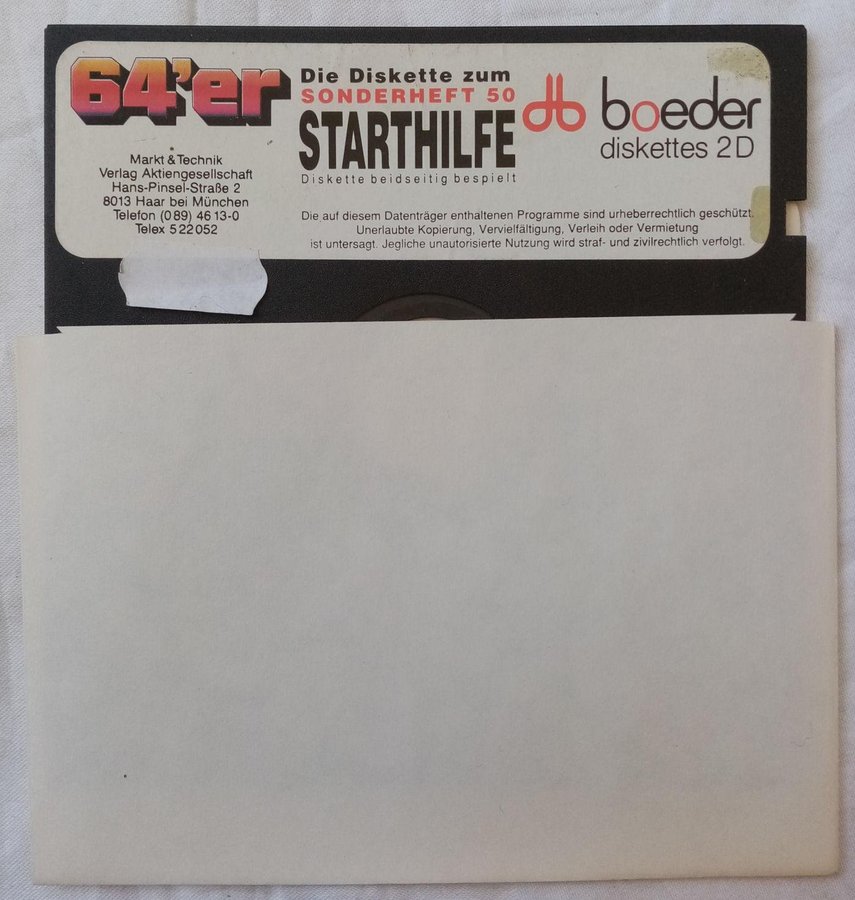 64'er
Markt & Technik
Verlag Aktiengesellschaft
Hans-Pinsel-Straße 2
8013 Haar bei München
Telefon (0 89) 46 13-0
Telex 5 22 052
Die Diskette zum
SONDERHEFT 50
STARTHILFE
Diskette beidseitig bespielt
boeder
diskettes 2D
Die auf diesem Datenträger enthaltenen Programme sind urheberrechtlich geschützt.
Unerlaubte Kopierung, Vervielfältigung, Verleih oder Vermietung
ist untersagt. Jegliche unautorisierte Nutzung wird straf- und zivilrechtlich verfolgt.